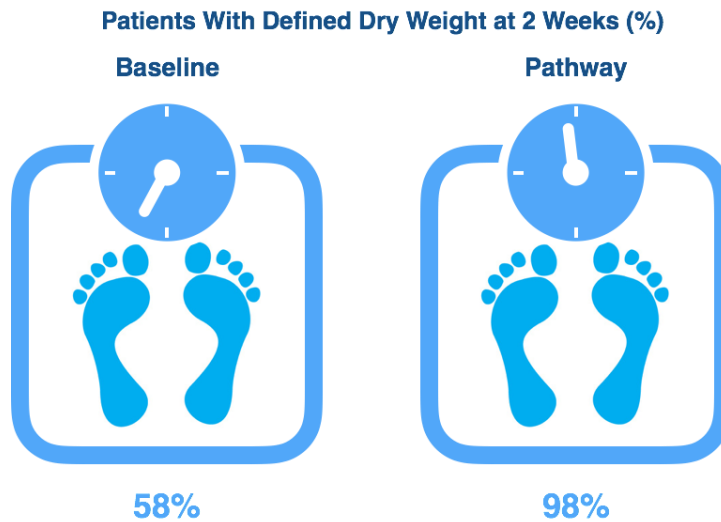 Patients With Defined Dry Weight at 2 Weeks (%)
Baseline
Pathway
58%
98%